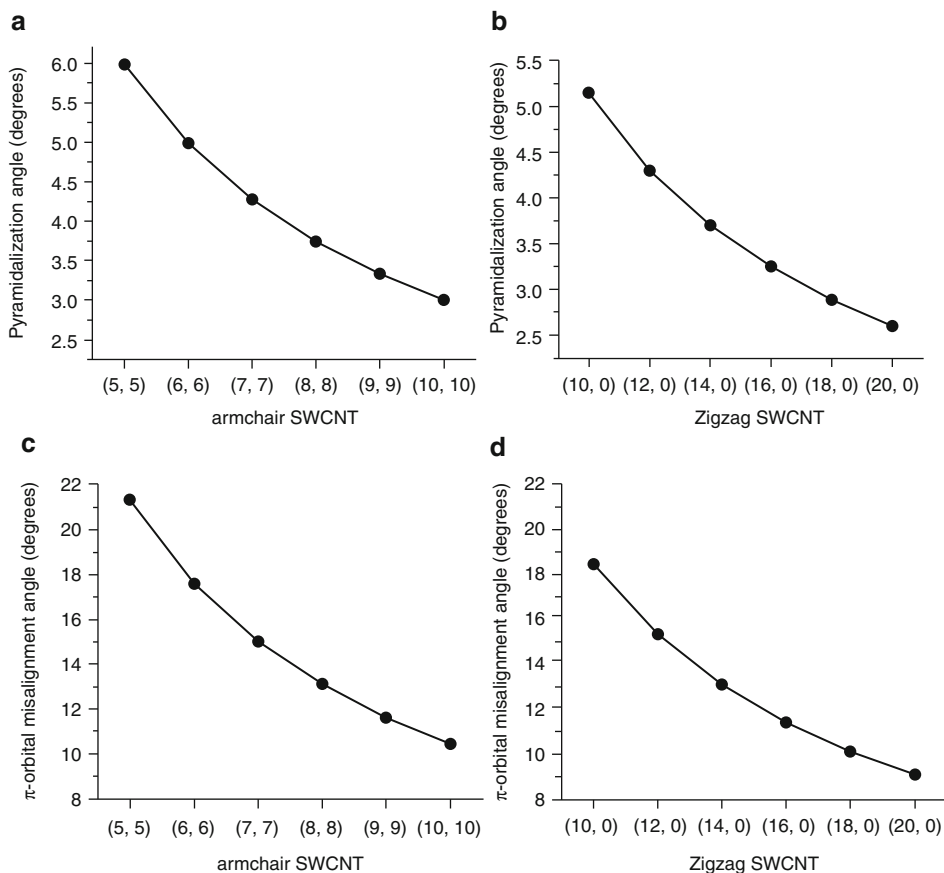 a
Pyramidalization angle (degrees)
6.0
5.5
5.0
4.5
4.0
3.5
3.0
2.5
(5, 5) (6, 6) (7, 7) (8, 8) (9, 9) (10, 10)
armchair SWCNT
b
Pyramidalization angle (degrees)
5.5
5.0
4.5
4.0
3.5
3.0
2.5
(10, 0) (12, 0) (14, 0) (16, 0) (18, 0) (20, 0)
Zigzag SWCNT
c
π-orbital misalignment angle (degrees)
22
20
18
16
14
12
10
8
(5, 5) (6, 6) (7, 7) (8, 8) (9, 9) (10, 10)
armchair SWCNT
d
π-orbital misalignment angle (degrees)
22
20
18
16
14
12
10
8
(10, 0) (12, 0) (14, 0) (16, 0) (18, 0) (20, 0)
Zigzag SWCNT